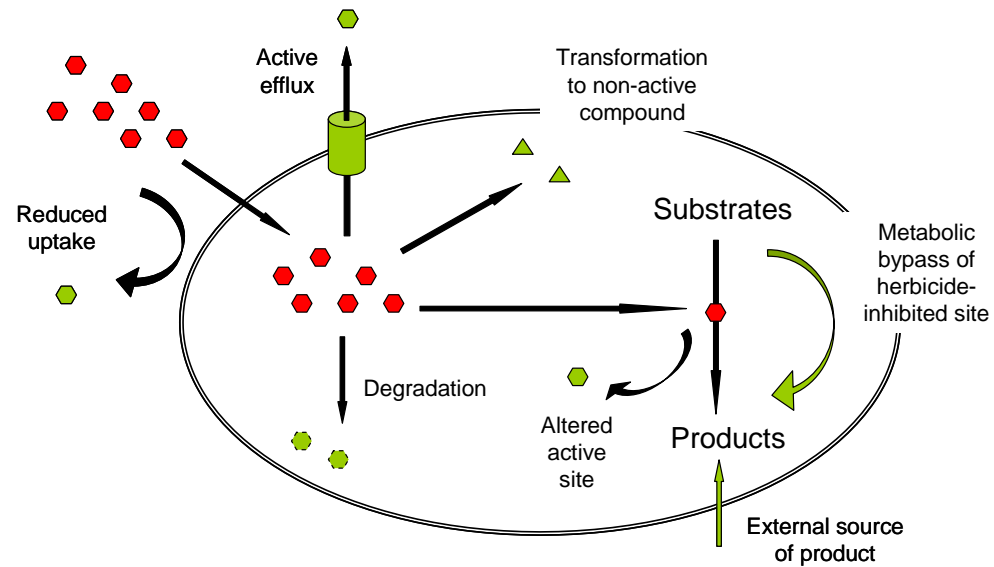 Active
efflux
Transformation
to non-active
compound
Reduced
uptake
Substrates
Metabolic
bypass of
herbicide-
inhibited site
Degradation
Altered
active
site
Products
External source
of product